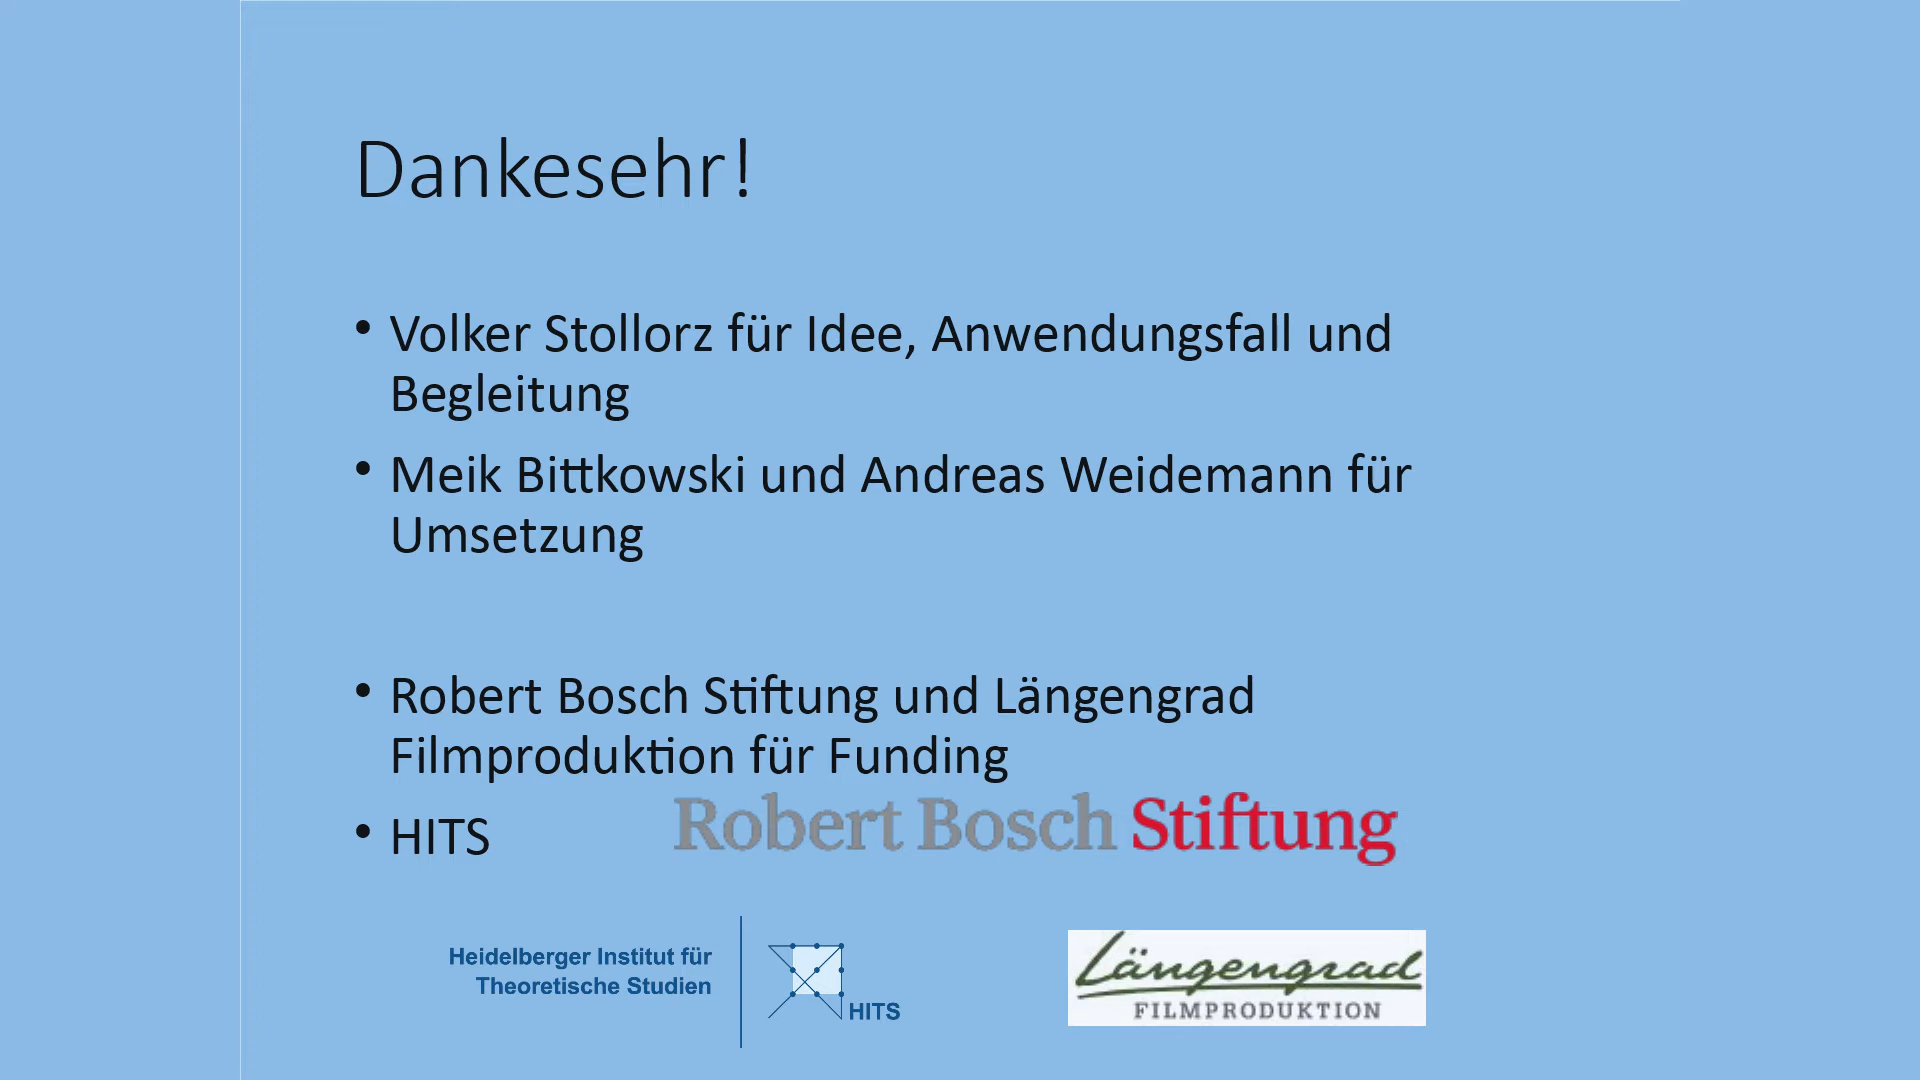 Dankesehr!
• Volker Stollorz für Idee, Anwendungsfall und
Begleitung
• Meik Bittkowski und Andreas Weidemann für
Umsetzung
• Robert Bosch Stiftung und Längengrad
Filmproduktion für Funding
• HITS
Robert Bosch Stiftung
Heidelberger Institut für
Theoretische Studien
HITS
Längengrad
FILMPRODUKTION